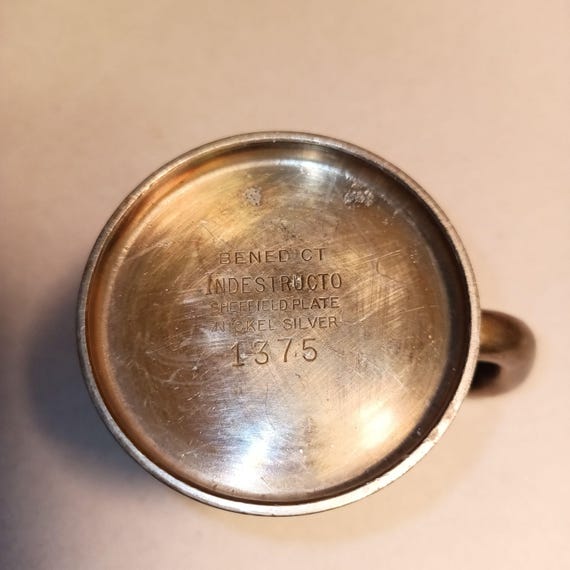 BENEDICT
INDESTRUCTO
SHEFFIELD PLATE
NICKEL SILVER
1375